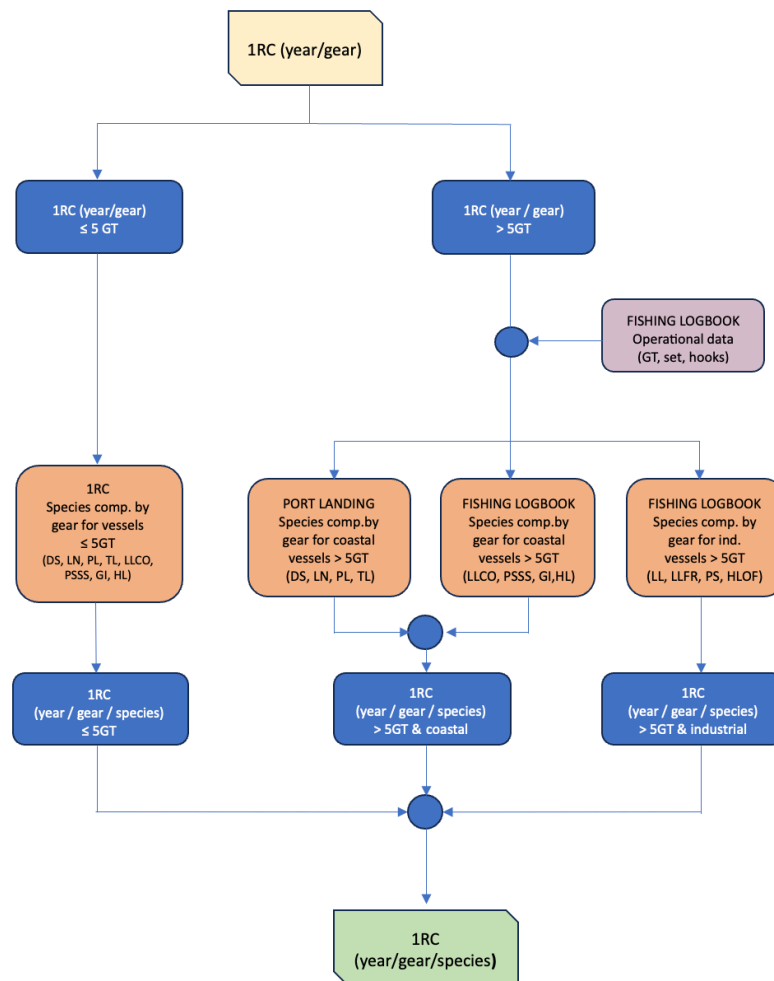 1RC (year/gear)
1RC (year/gear)
≤ 5 GT
1RC (year / gear)
> 5GT
FISHING LOGBOOK
Operational data
(GT, set, hooks)
1RC
Species comp. by
gear for vessels
≤ 5GT
(DS, LN, PL, TL, LLCO,
PSSS, GI, HL)
PORT LANDING
Species comp.by
gear for coastal
vessels > 5GT
(DS, LN, PL, TL)
FISHING LOGBOOK
Species comp.by
gear for coastal
vessels > 5GT
(LLCO, PSSS, GI,HL)
FISHING LOGBOOK
Species comp. by
gear for ind.
vessels > 5GT
(LL, LLFR, PS, HLOF)
1RC
(year / gear / species)
≤ 5GT
1RC
(year / gear / species)
> 5GT & coastal
1RC
(year / gear / species)
> 5GT & industrial
1RC
(year/gear/species)